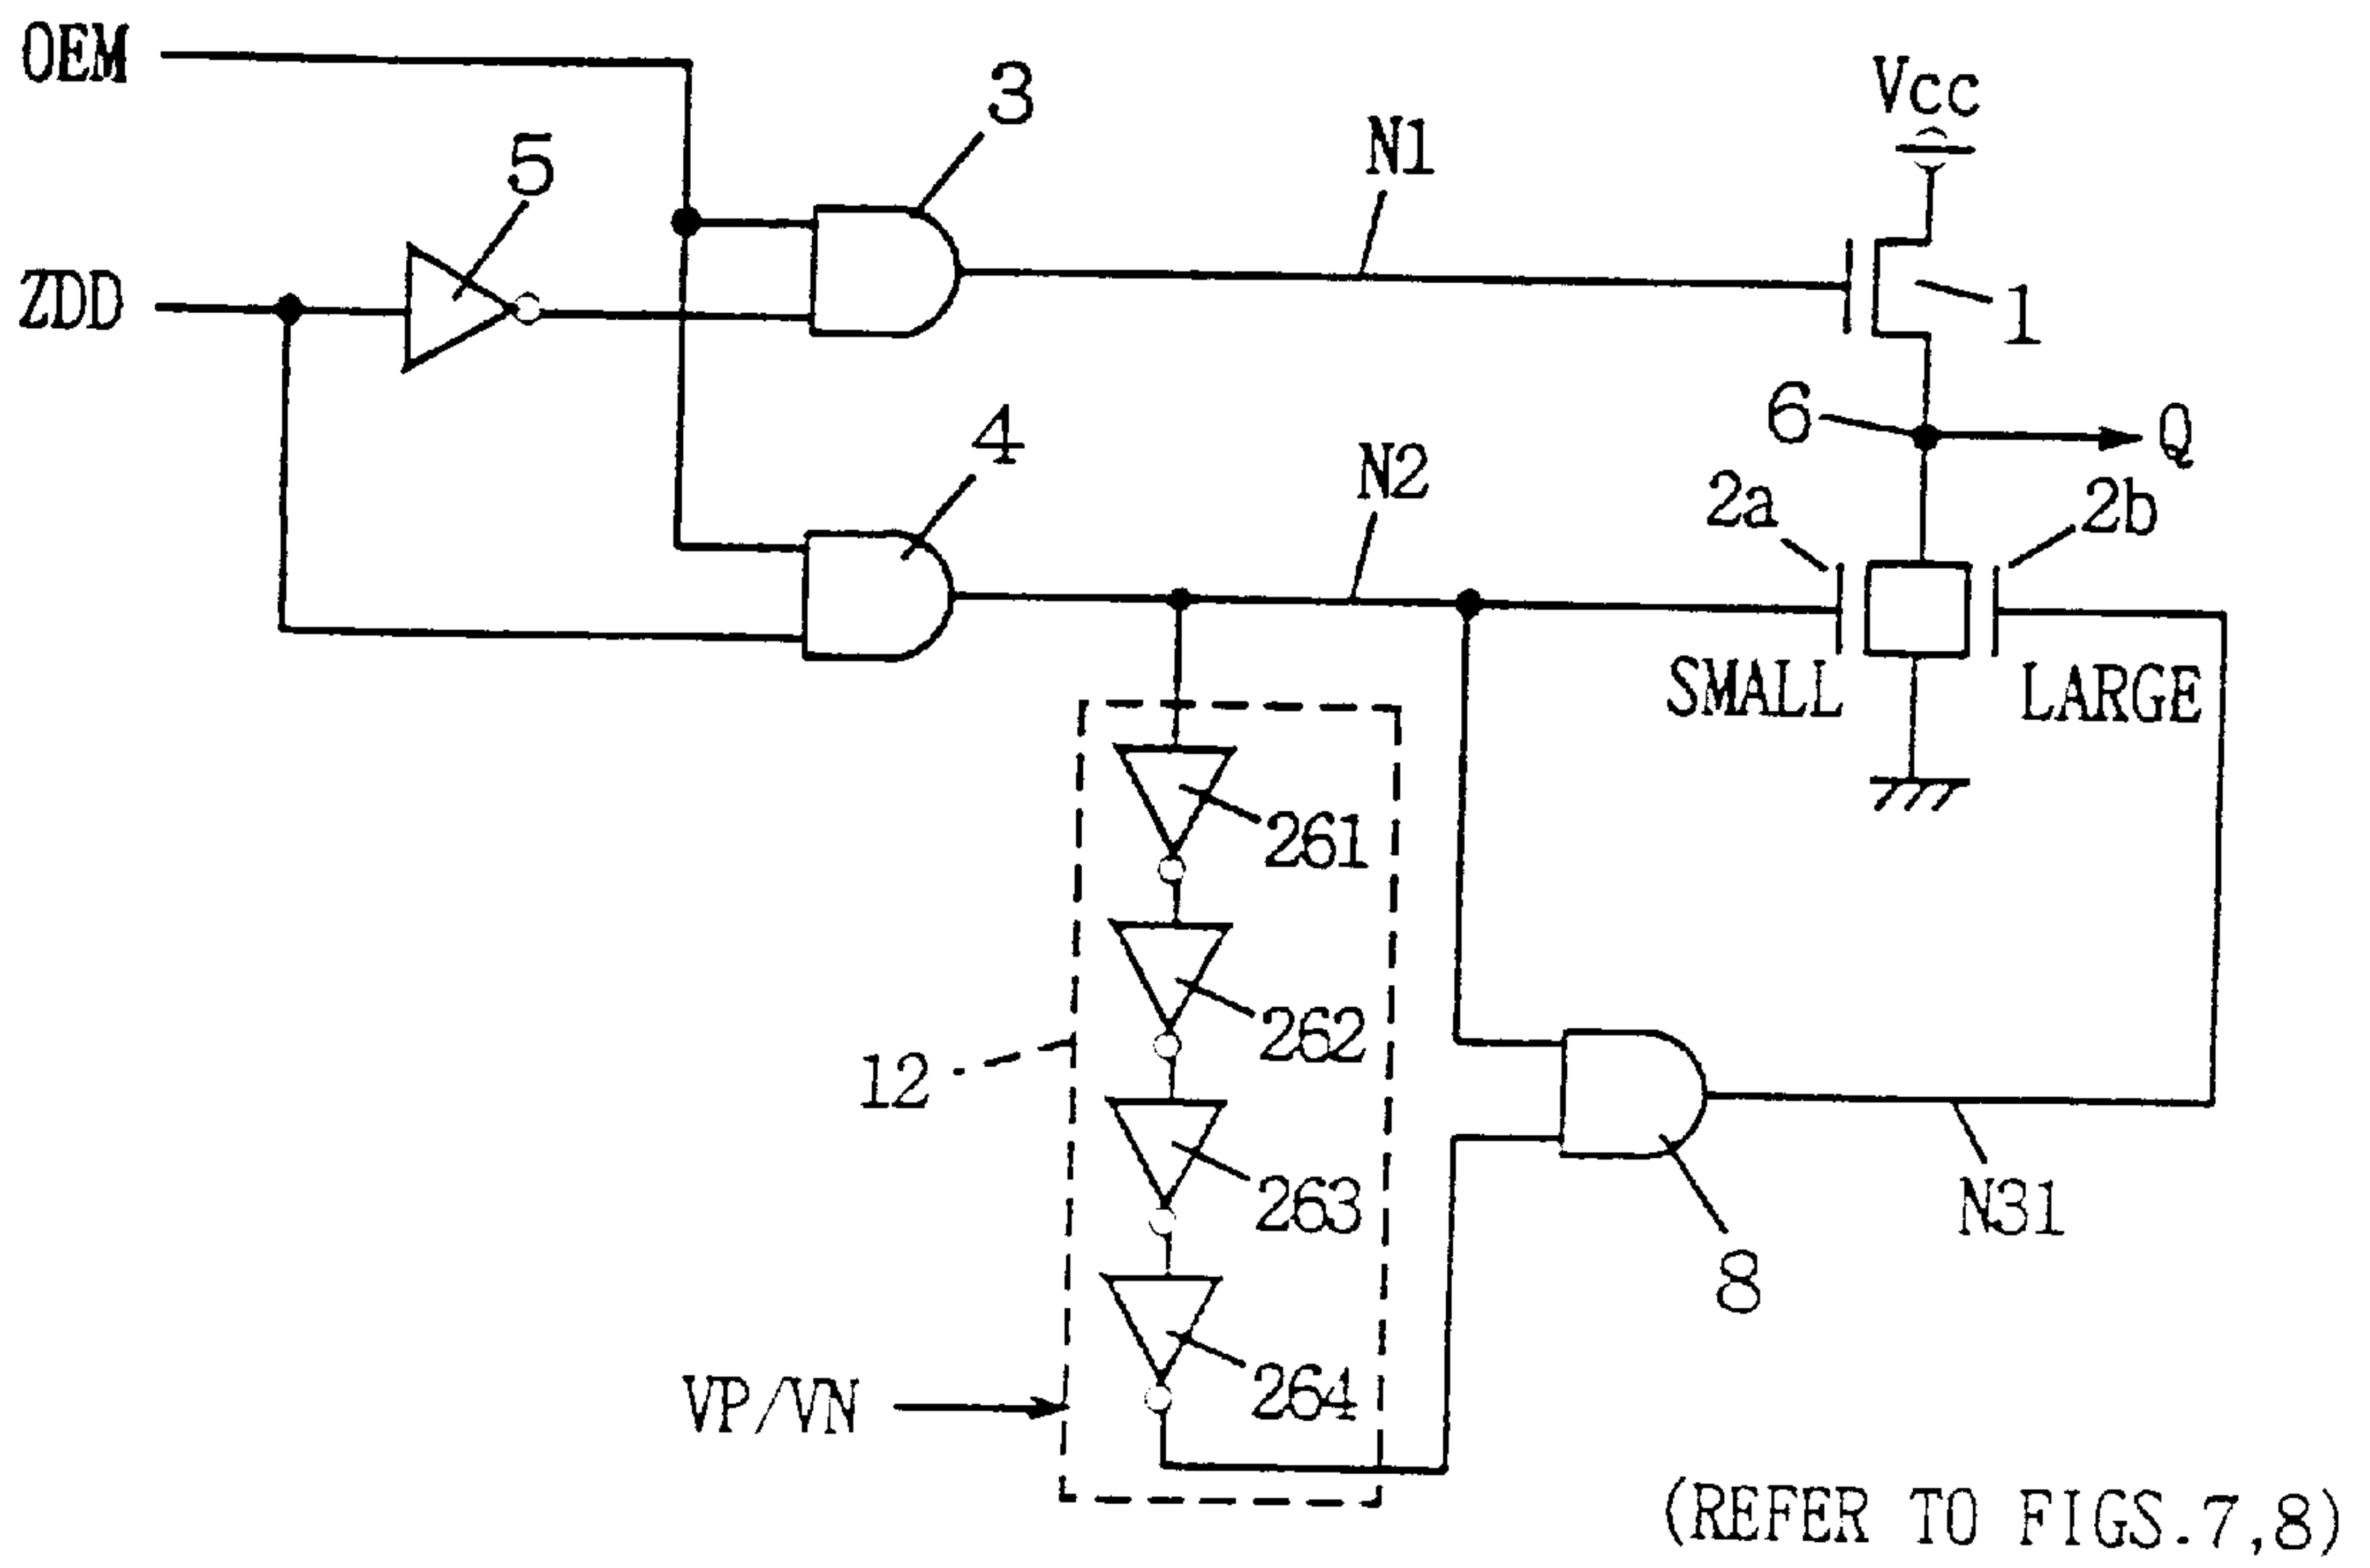 OEM
3
Vcc
5
N1
ZDD
1
6
Q
4
N2
2a
2b
SMALL
LARGE
261
262
12
263
N31
8
264
VP/VN
(REFER TO FIGS.7,8)